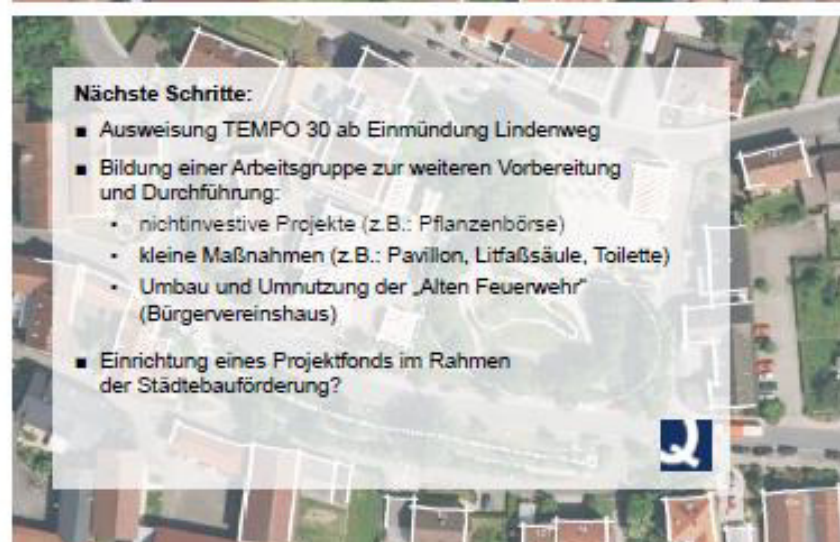 Nächste Schritte:
■ Ausweisung TEMPO 30 ab Einmündung Lindenweg
■ Bildung einer Arbeitsgruppe zur weiteren Vorbereitung
und Durchführung:
• nichtinvestive Projekte (z.B.: Pflanzenbörse)
• kleine Maßnahmen (z.B.: Pavillon, Litfaßsäule, Toilette)
• Umbau und Umnutzung der „Alten Feuerwehr“
(Bürgervereinshaus)
■ Einrichtung eines Projektfonds im Rahmen
der Städtebauförderung?
Q